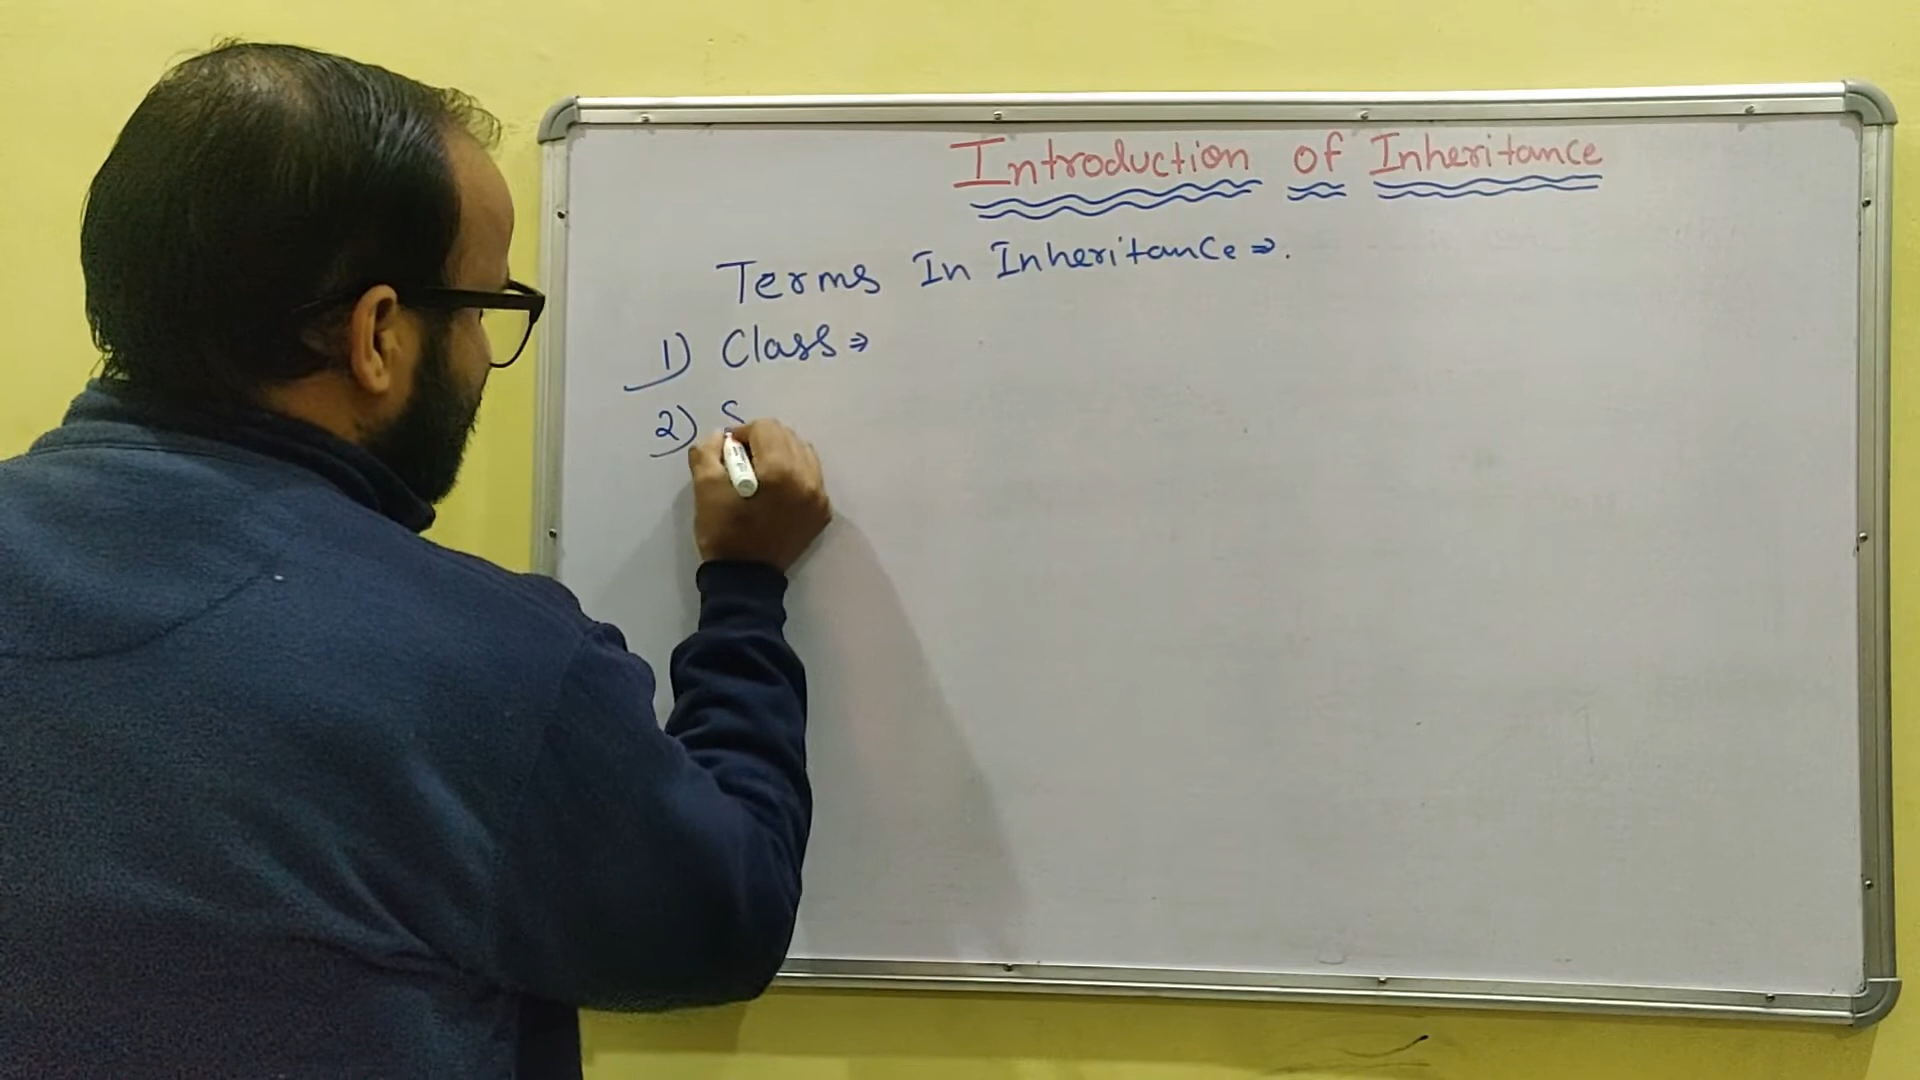 Introduction of Inheritance
Terms In Inheritance ⇒.
1) Class ⇒
2) S